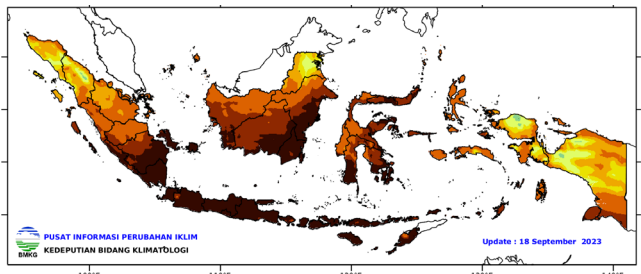 PUSAT INFORMASI PERUBAHAN IKLIM
KEDEPUTIAN BIDANG KLIMATOLOGI
BMKG
Update : 18 September 2023